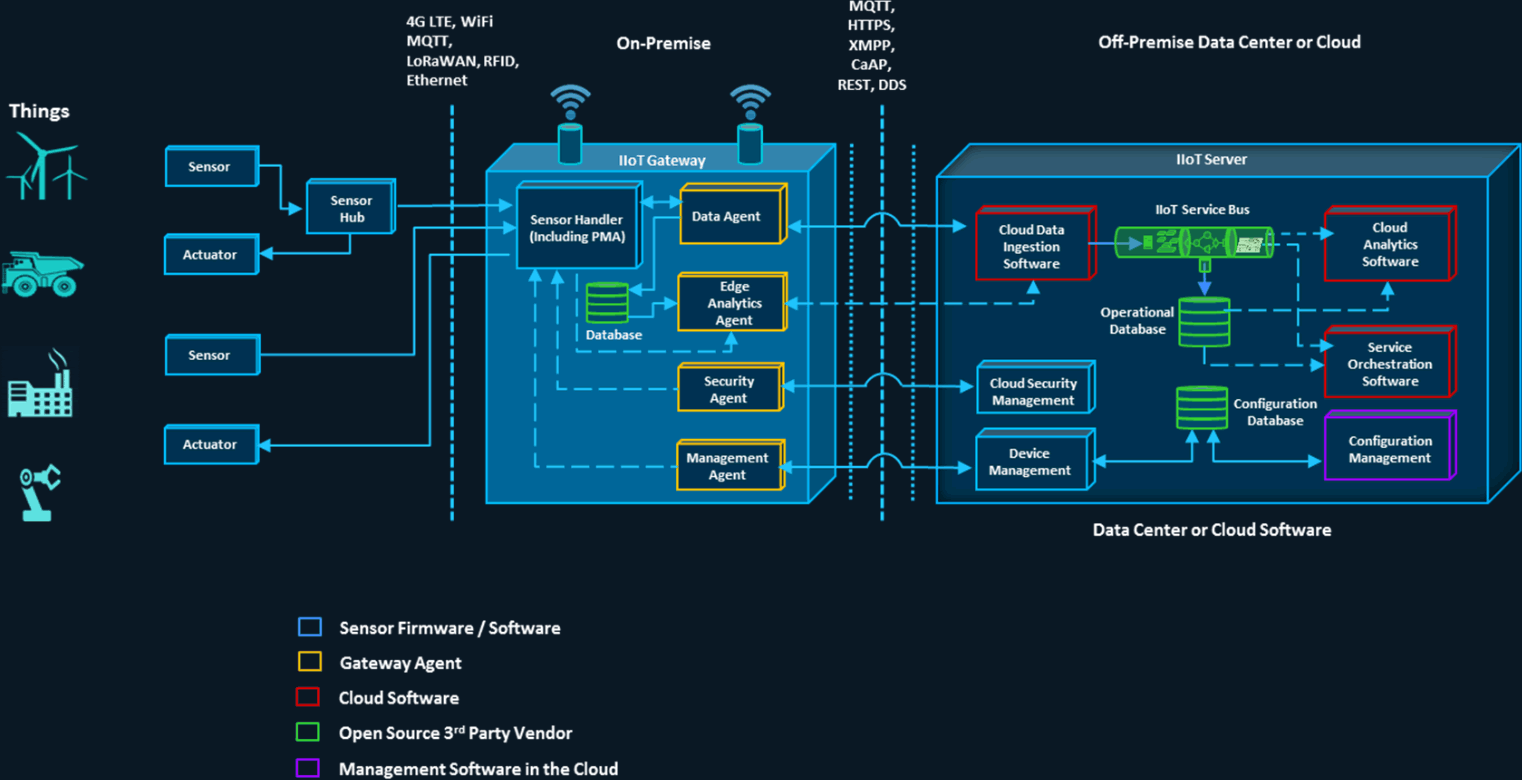 4G LTE, WiFi
MQTT,
LoRaWAN, RFID,
Ethernet
On-Premise
MQTT,
HTTPS,
XMPP,
CaAP,
REST, DDS
Off-Premise Data Center or Cloud
Things
Sensor
Sensor
Hub
Actuator
Sensor
Actuator
IIoT Gateway
Sensor Handler
(Including PMA)
Data Agent
Database
Edge
Analytics
Agent
Security
Agent
Management
Agent
IIoT Server
Cloud Data
Ingestion
Software
IIoT Service Bus
Cloud
Analytics
Software
Operational
Database
Service
Orchestration
Software
Cloud Security
Management
Configuration
Database
Device
Management
Configuration
Management
Data Center or Cloud Software
Sensor Firmware / Software
Gateway Agent
Cloud Software
Open Source 3rd Party Vendor
Management Software in the Cloud